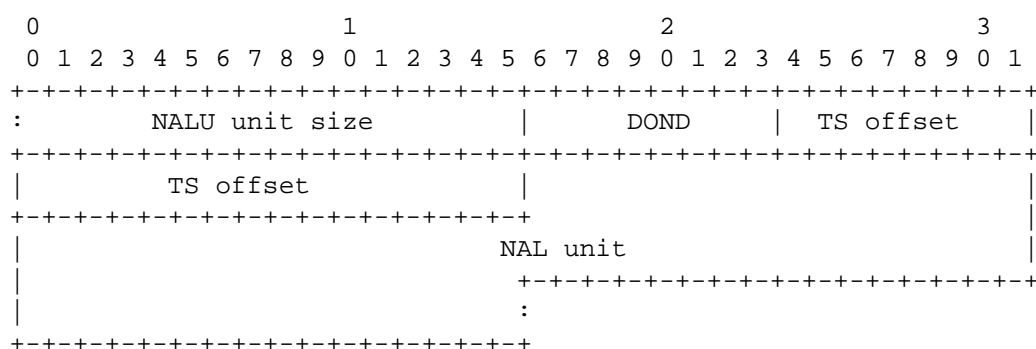 0                   1                   2                   3
 0 1 2 3 4 5 6 7 8 9 0 1 2 3 4 5 6 7 8 9 0 1 2 3 4 5 6 7 8 9 0 1
+-+-+-+-+-+-+-+-+-+-+-+-+-+-+-+-+-+-+-+-+-+-+-+-+-+-+-+-+-+-+-+-+
:        NALU unit size         |      DOND     |  TS offset    |
+-+-+-+-+-+-+-+-+-+-+-+-+-+-+-+-+-+-+-+-+-+-+-+-+-+-+-+-+-+-+-+-+
|         TS offset             |                               |
+-+-+-+-+-+-+-+-+-+-+-+-+-+-+-+-+                               |
|                              NAL unit                         |
|                               +-+-+-+-+-+-+-+-+-+-+-+-+-+-+-+-+
|                               :
+-+-+-+-+-+-+-+-+-+-+-+-+-+-+-+-+